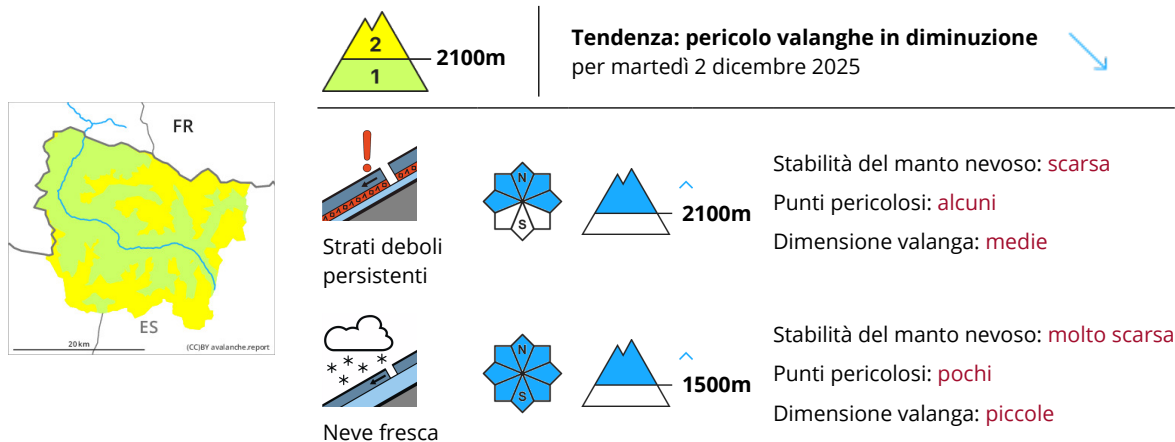 2
1
2100m
Tendenza: pericolo valanghe in diminuzione
per martedì 2 dicembre 2025
FR
ES
20 km
(CC)BY avalanche.report
Strati deboli
persistenti
N
S
2100m
Stabilità del manto nevoso: scarsa
Punti pericolosi: alcuni
Dimensione valanga: medie
Neve fresca
N
S
1500m
Stabilità del manto nevoso: molto scarsa
Punti pericolosi: pochi
Dimensione valanga: piccole